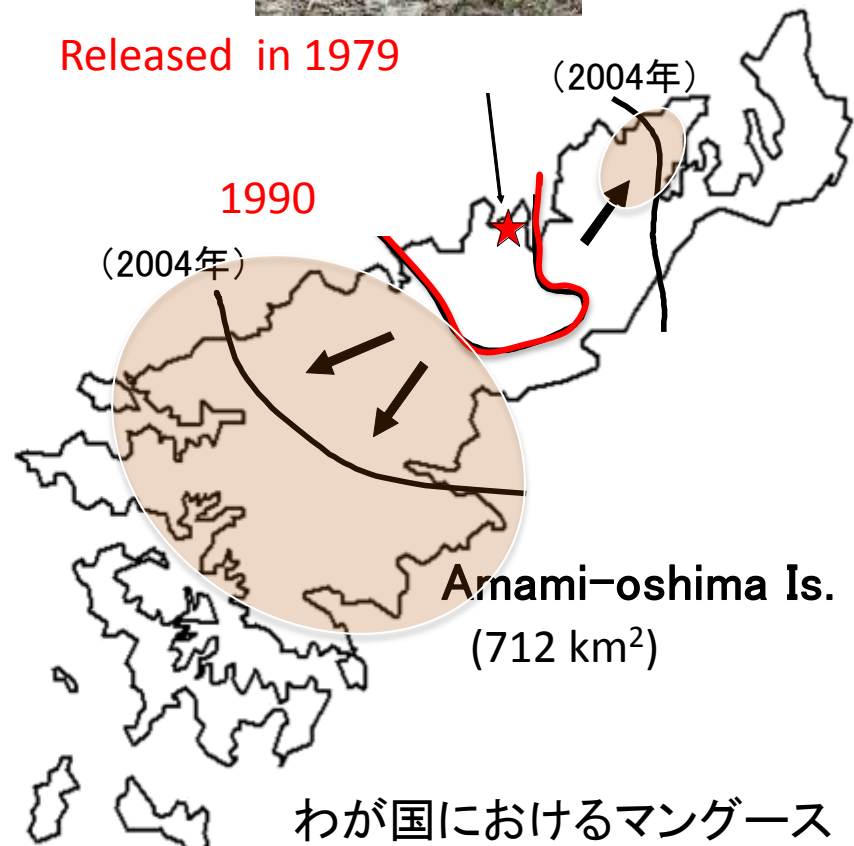 Released in 1979
（2004年）
1990
（2004年）
Amami-oshima Is.
(712 km²)
わが国におけるマングース